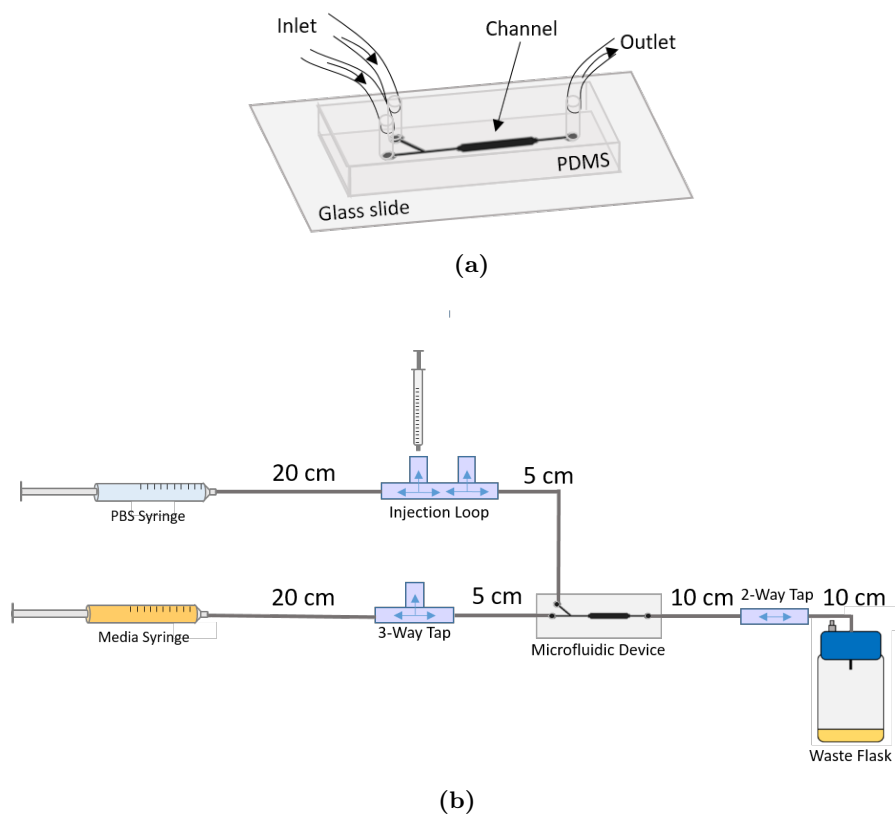 Inlet
Channel
Outlet
PDMS
Glass slide
(a)
20 cm
5 cm
PBS Syringe
Injection Loop
20 cm
5 cm
10 cm
2-Way Tap
10 cm
Media Syringe
3-Way Tap
Microfluidic Device
Waste Flask
(b)